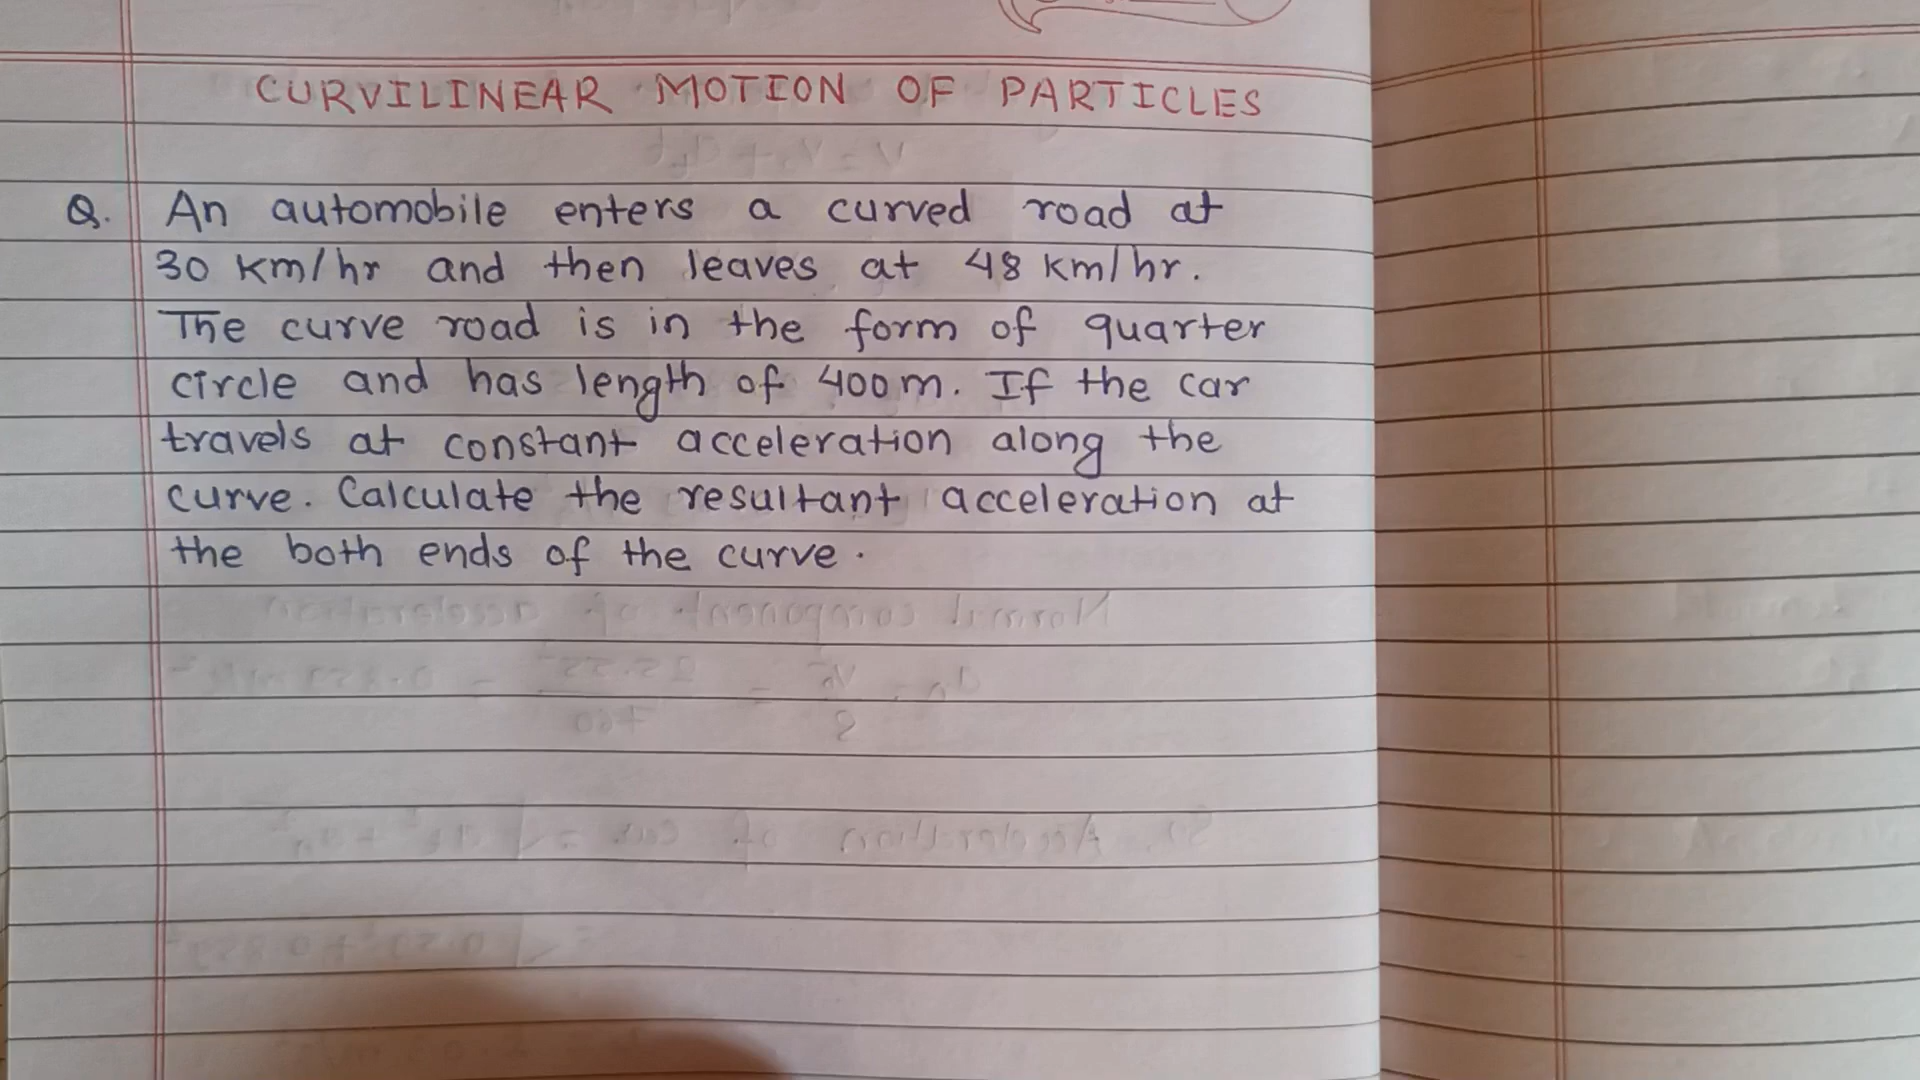 CURVILINEAR MOTION OF PARTICLES
Q. An automobile enters a curved road at
30 km/hr and then leaves at 48 km/hr.
The curve road is in the form of quarter
circle and has length of 400m. If the car
travels at constant acceleration along the
curve. Calculate the resultant acceleration at
the both ends of the curve.